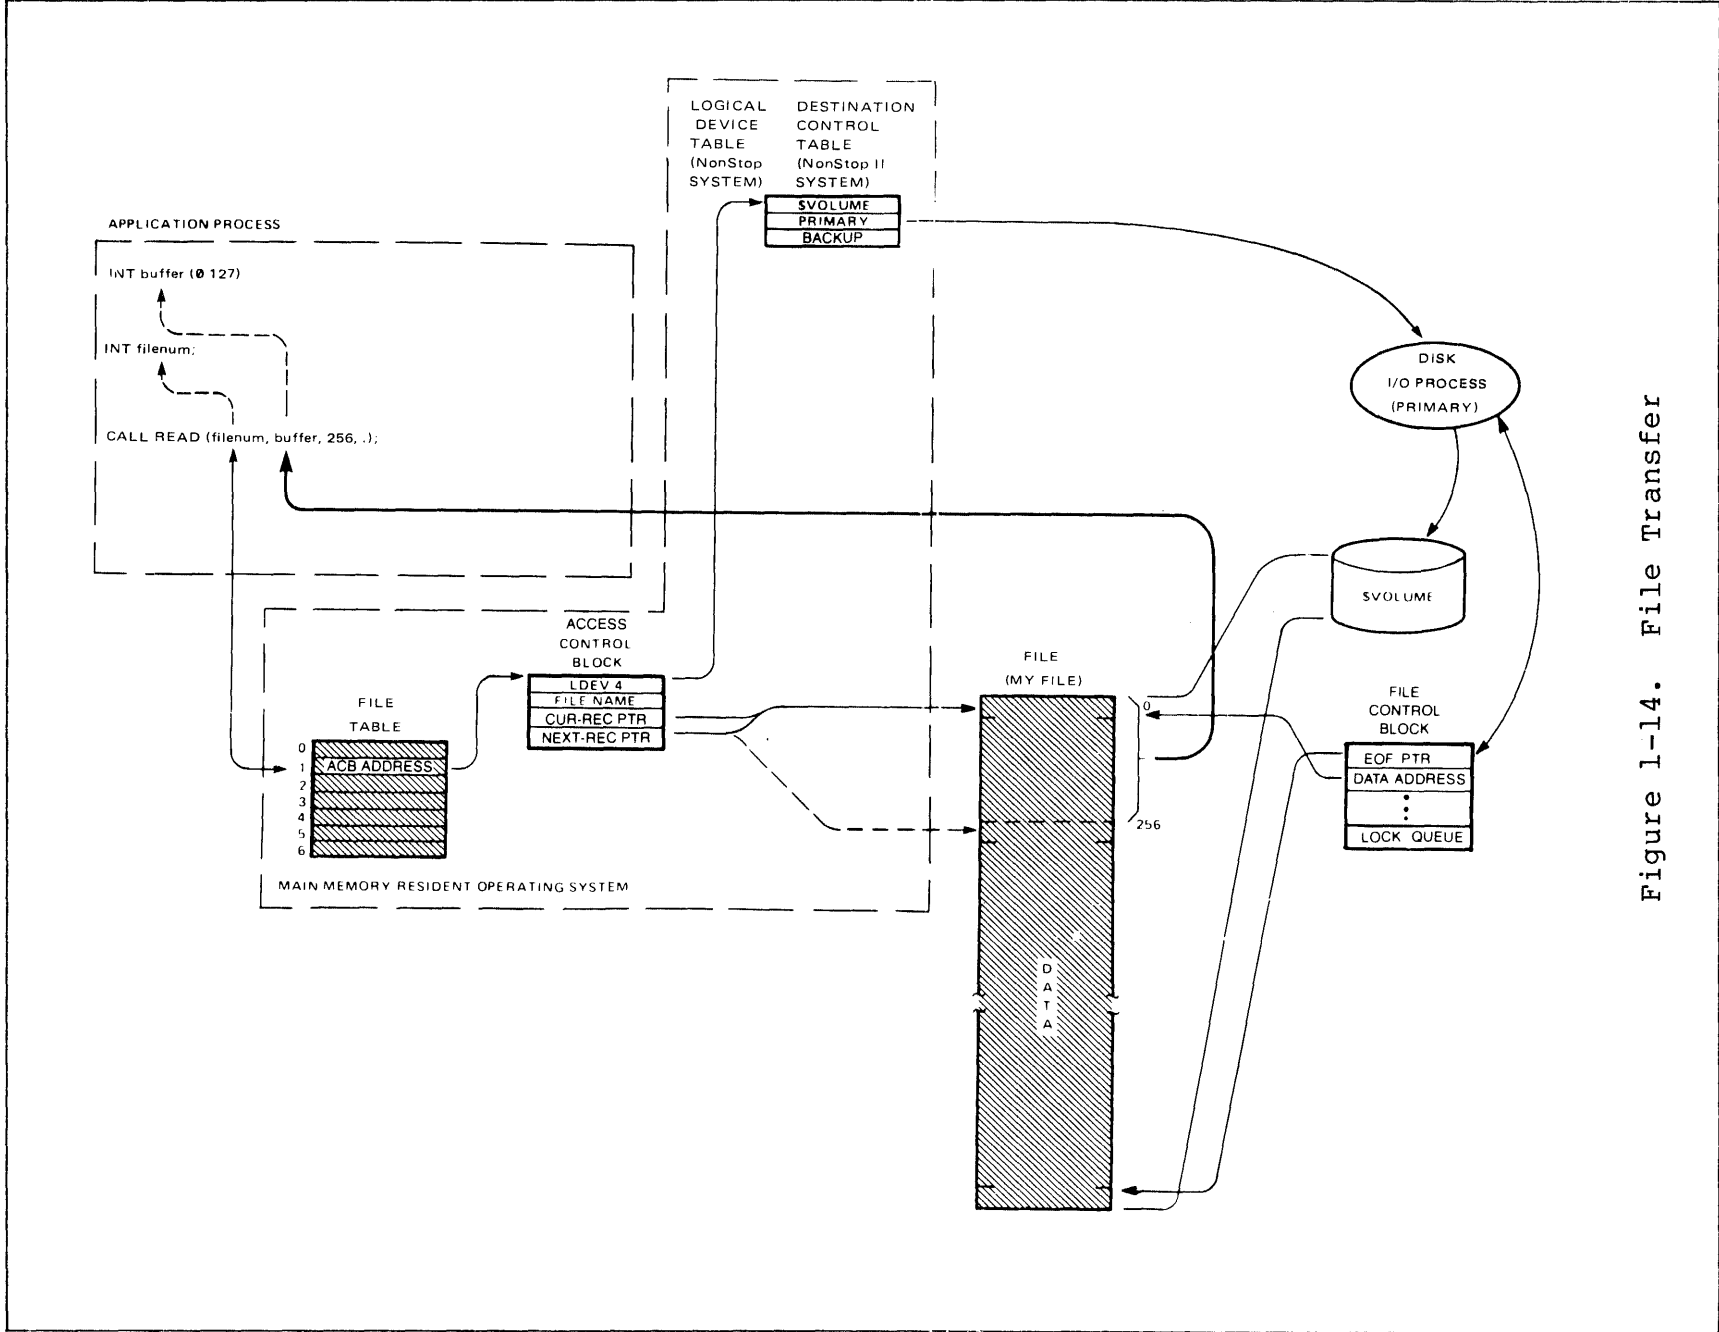 LOGICAL
DEVICE
TABLE
(NonStop
SYSTEM)
DESTINATION
CONTROL
TABLE
(NonStop II
SYSTEM)
$VOLUME
PRIMARY
BACKUP
APPLICATION PROCESS
INT buffer (0 127)
INT filenum;
CALL READ (filenum, buffer, 256, .);
DISK
I/O PROCESS
(PRIMARY)
$VOLUME
ACCESS
CONTROL
BLOCK
LDEV 4
FILE NAME
CUR-REC PTR
NEXT-REC PTR
FILE
TABLE
0
1
2
3
4
5
6
ACB ADDRESS
MAIN MEMORY RESIDENT OPERATING SYSTEM
FILE
(MY FILE)
0
256
DATA
FILE
CONTROL
BLOCK
EOF PTR
DATA ADDRESS
LOCK QUEUE
Figure 1-14. File Transfer